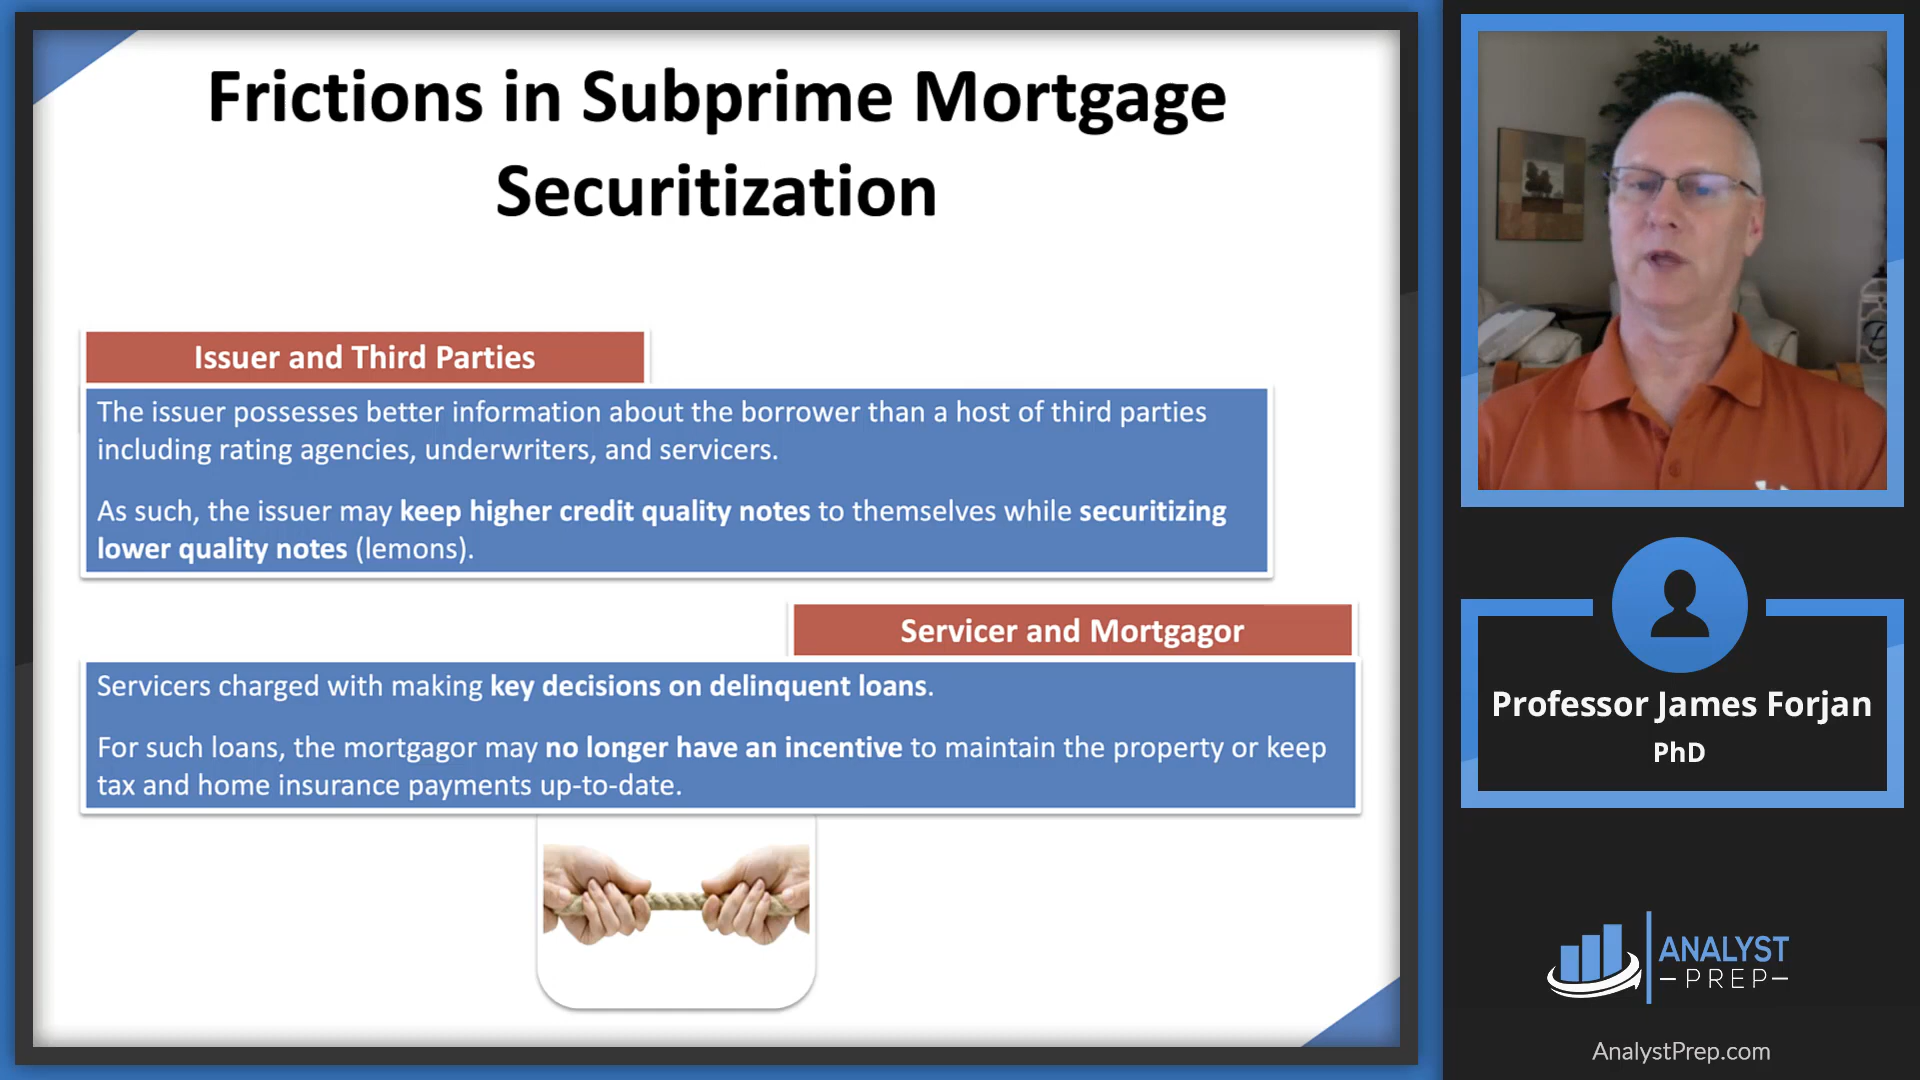 Frictions in Subprime Mortgage
Securitization
Issuer and Third Parties
The issuer possesses better information about the borrower than a host of third parties
including rating agencies, underwriters, and servicers.
As such, the issuer may keep higher credit quality notes to themselves while securitizing
lower quality notes (lemons).
Servicer and Mortgagor
Servicers charged with making key decisions on delinquent loans.
For such loans, the mortgagor may no longer have an incentive to maintain the property or keep
tax and home insurance payments up-to-date.
Professor James Forjan
PhD
ANALYST
PREP
AnalystPrep.com